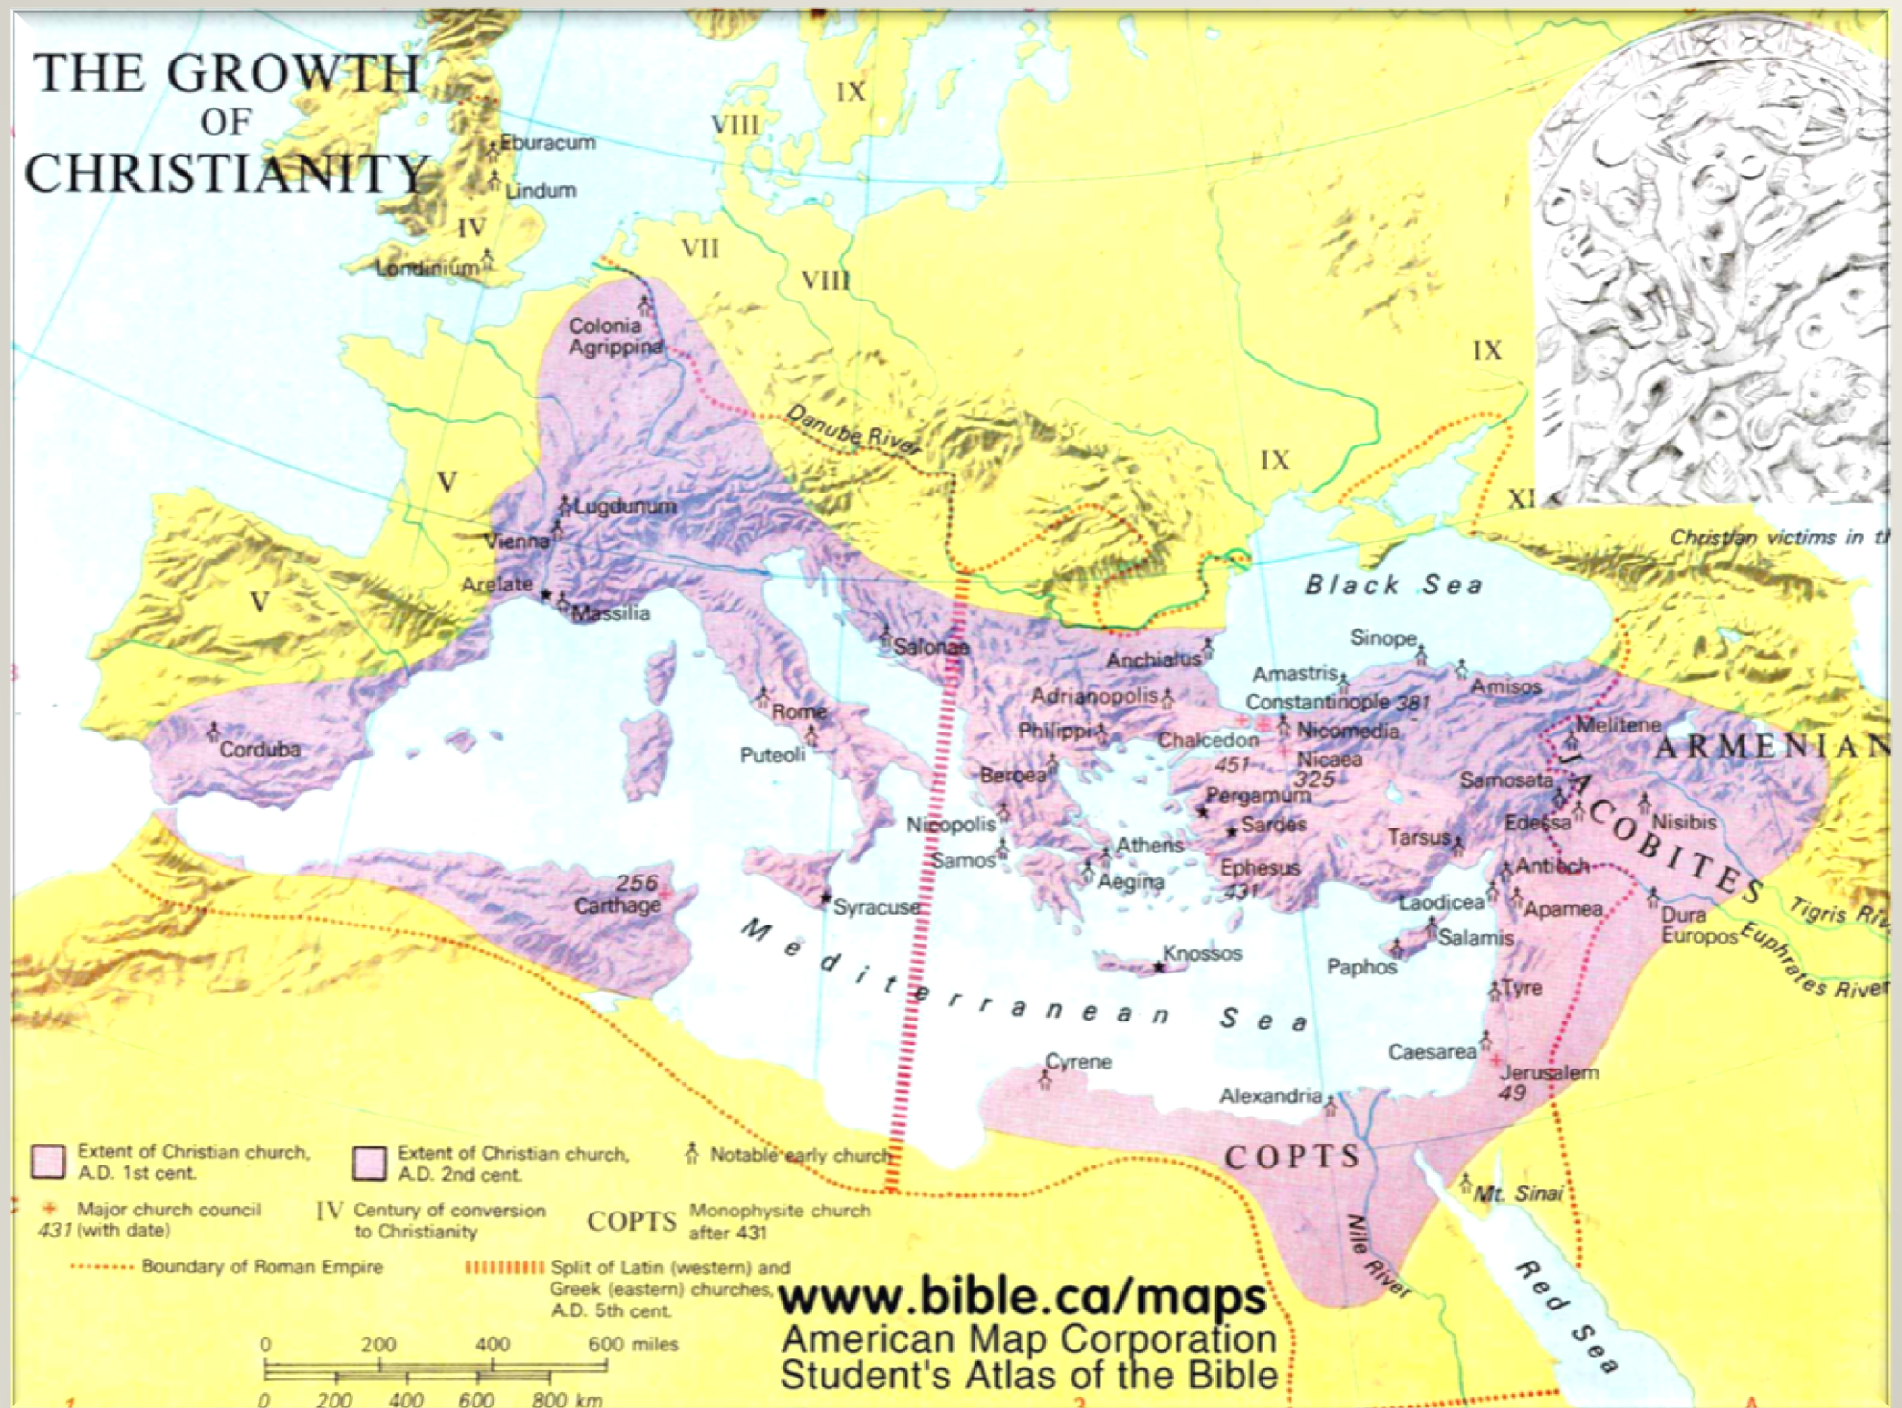 THE GROWTH
OF
CHRISTIANITY
Eburacum
Lindum
IV
Londinium
VIII
IX
VII
VIII
Colonia
Agrippina
IX
Danube River
IX
XI
V
Lugdunum
Vienna
Arelate
Massilia
V
Corduba
Christian victims in th
Black Sea
Salonae
Anchialus
Sinope
Amastris
Amisos
Adrianopolis
Constantinople 381
Rome
Philippi
Nicomedia
Melitene
ARMENIAN
Puteoli
Chalcedon
451
Nicaea
325
Beroea
Pergamum
Samosata
JACOBITES
Sardes
Edessa
Nisibis
Nicopolis
Athens
Tarsus
Samos
Aegina
Ephesus
431
Antioch
256
Carthage
Syracuse
Laodicea
Apamea
Dura
Europos
Tigris Riv
Euphrates River
Salamis
Knossos
Paphos
Mediterranean Sea
Tyre
Caesarea
Cyrene
Jerusalem
49
Alexandria
COPTS
Mt. Sinai
Nile River
Red Sea
Extent of Christian church,
A.D. 1st cent.
Extent of Christian church,
A.D. 2nd cent.
Notable early church
Major church council
431 (with date)
IV Century of conversion
to Christianity
COPTS Monophysite church
after 431
Boundary of Roman Empire
Split of Latin (western) and
Greek (eastern) churches,
A.D. 5th cent.
0 200 400 600 miles
0 200 400 600 800 km
www.bible.ca/maps
American Map Corporation
Student's Atlas of the Bible